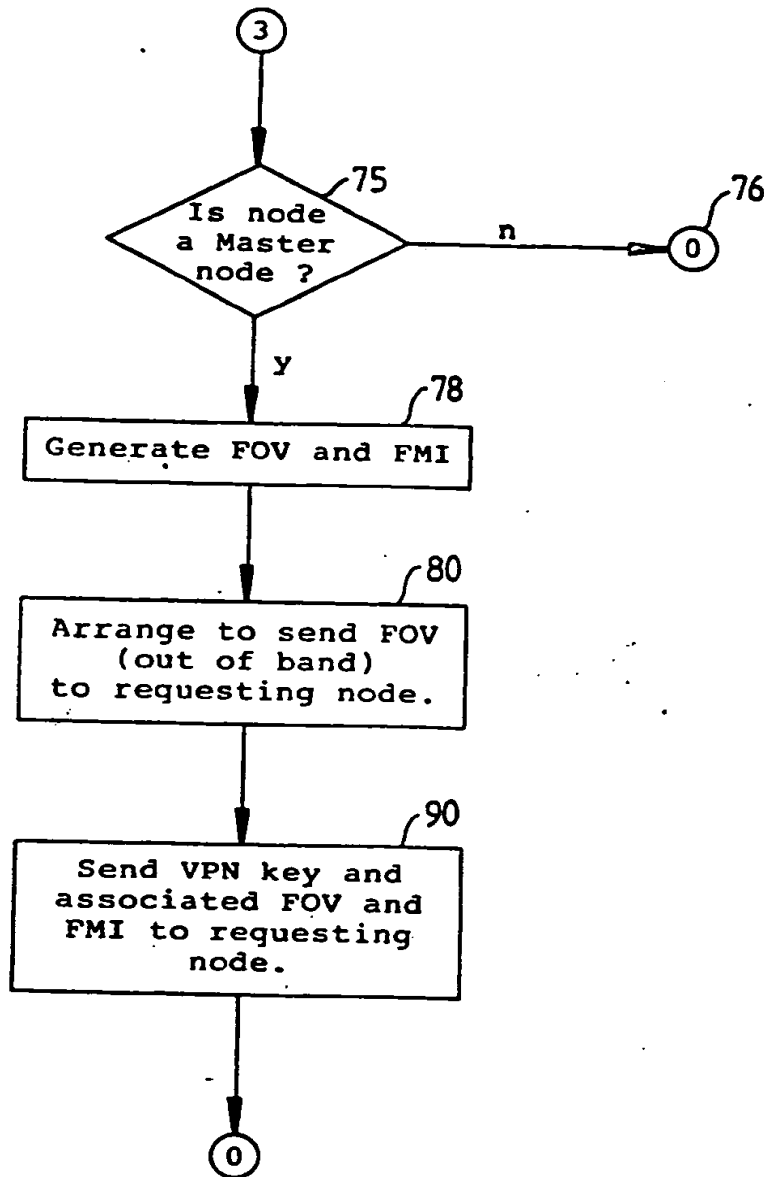 3
75
Is node
a Master
node ?
n
76
0
y
78
Generate FOV and FMI
80
Arrange to send FOV
(out of band)
to requesting node.
90
Send VPN key and
associated FOV and
FMI to requesting
node.
0